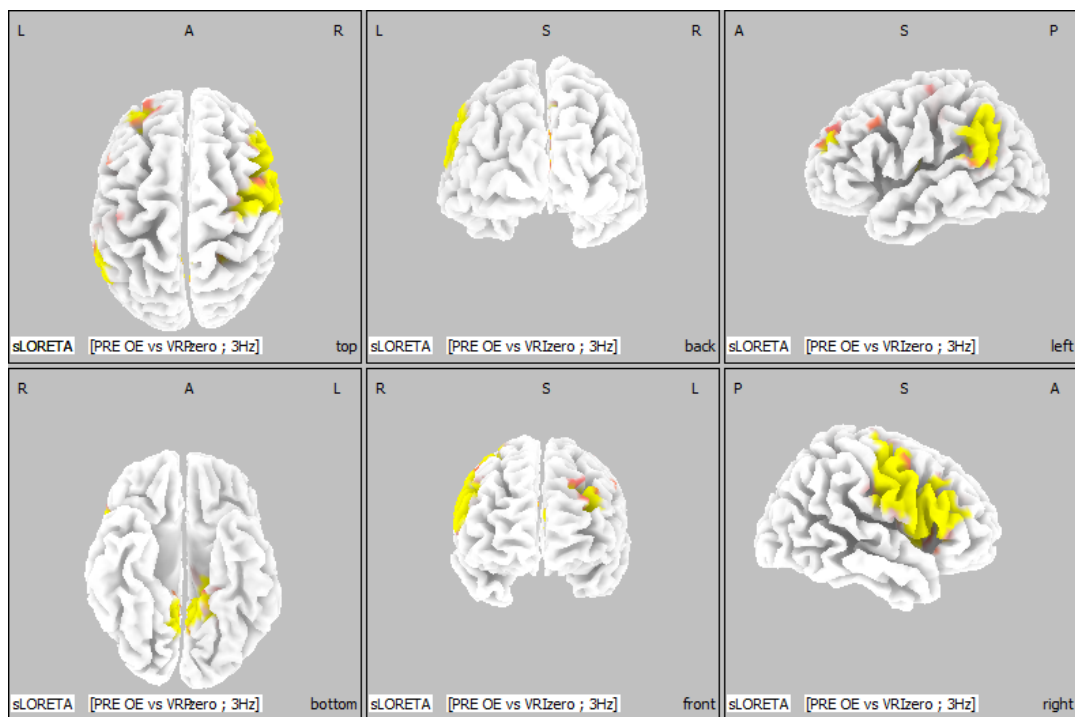 L A R
sLORETA [PRE OE vs VRPzero ; 3Hz] top
L S R
sLORETA [PRE OE vs VRIzero ; 3Hz] back
A S P
sLORETA [PRE OE vs VRIzero ; 3Hz] left
R A L
sLORETA [PRE OE vs VRPzero ; 3Hz] bottom
R S L
sLORETA [PRE OE vs VRIzero ; 3Hz] front
P S A
sLORETA [PRE OE vs VRIzero ; 3Hz] right